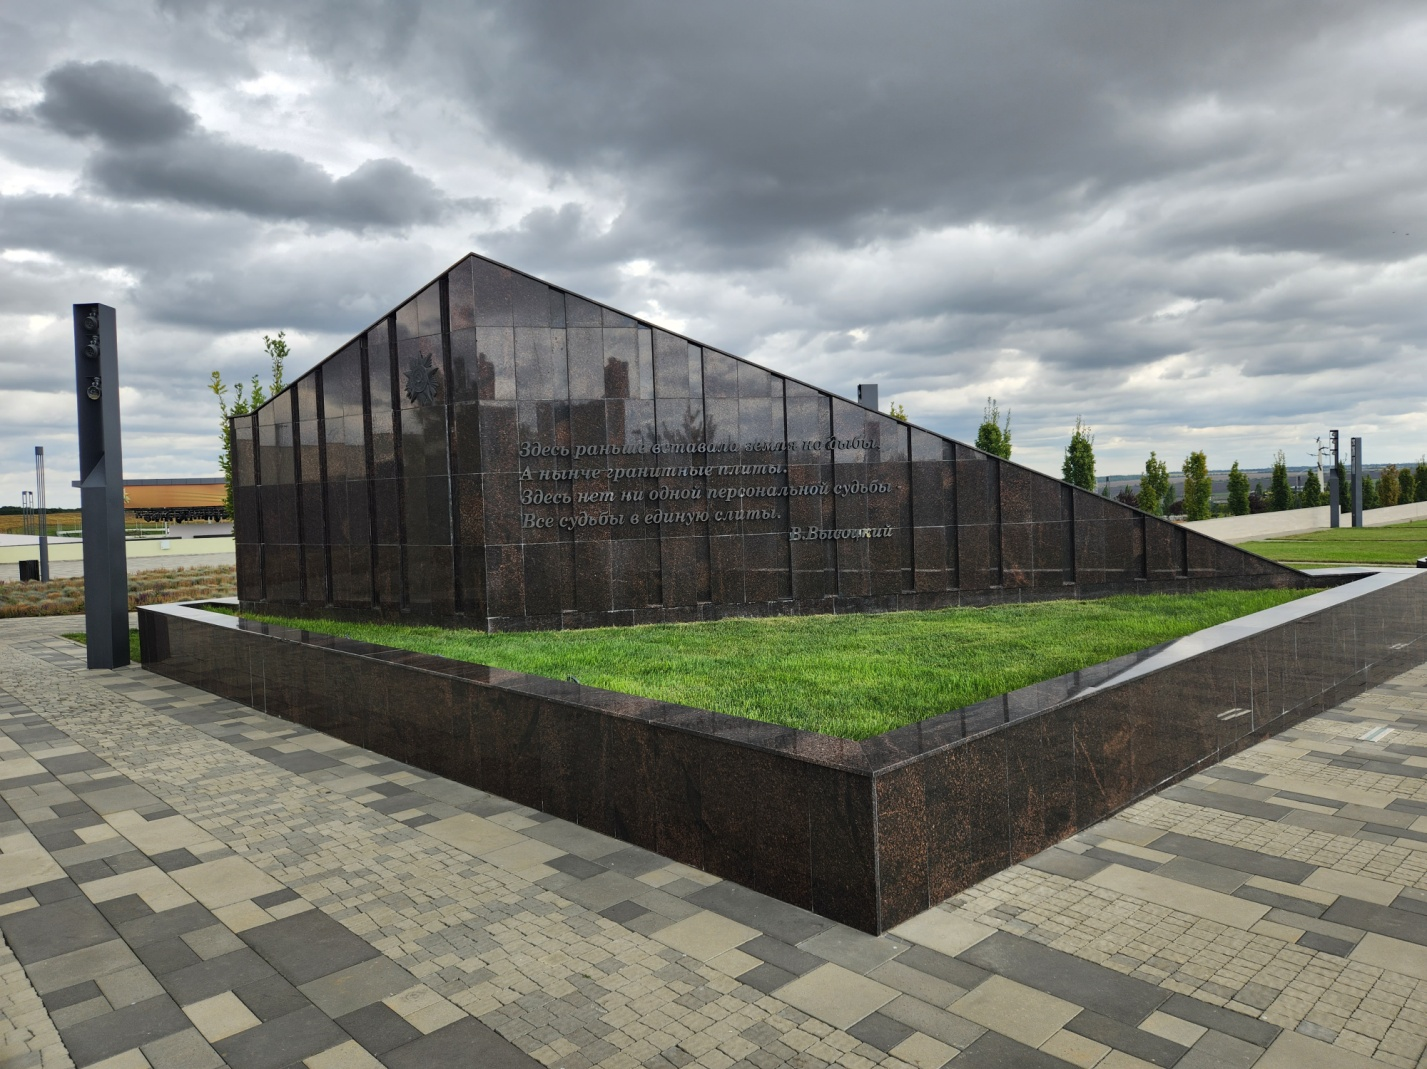 Здесь раньше вставала земля на дыбы.
А нынче гранитные плиты.
Здесь нет ни одной персональной судьбы -
Все судьбы в единую слиты.
В.Высоцкий